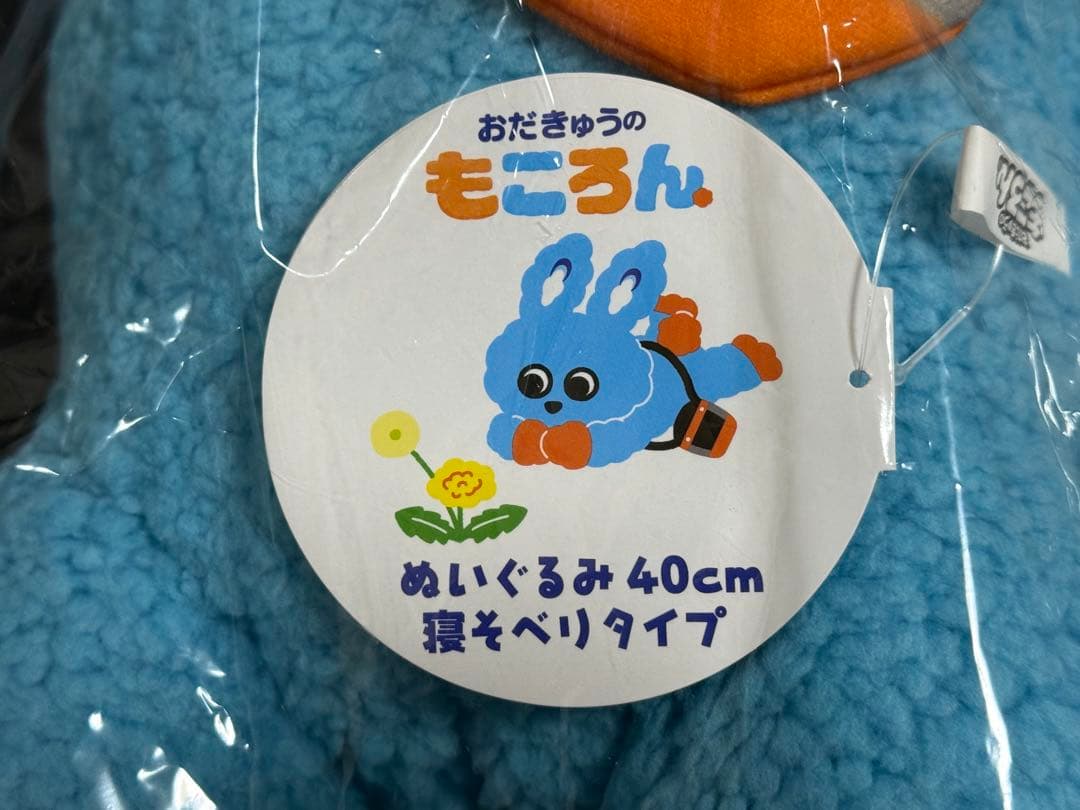 おだきゅうの
もころん
ぬいぐるみ 40cm
寝そべりタイプ